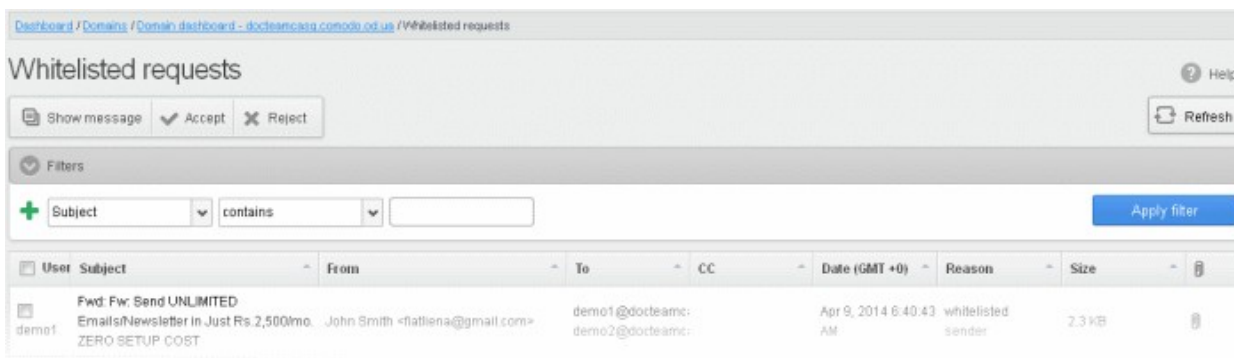 Dashboard / Domains / Domain dashboard - docteamcasg.comodo.od.ua / Whitelisted requests
Whitelisted requests
Help
Show message Accept Reject
Refresh
Filters
Subject contains
Apply filter
User Subject From To CC Date (GMT +0) Reason Size
Fwd: Fw: Send UNLIMITED
Emails/Newsletter in Just Rs.2,500/mo.
ZERO SETUP COST
demo1
John Smith <flatliena@gmail.com>
demo1@docteamc
demo2@docteamc
Apr 9, 2014 6:40:43
AM
whitelisted
sender
2.3 KB